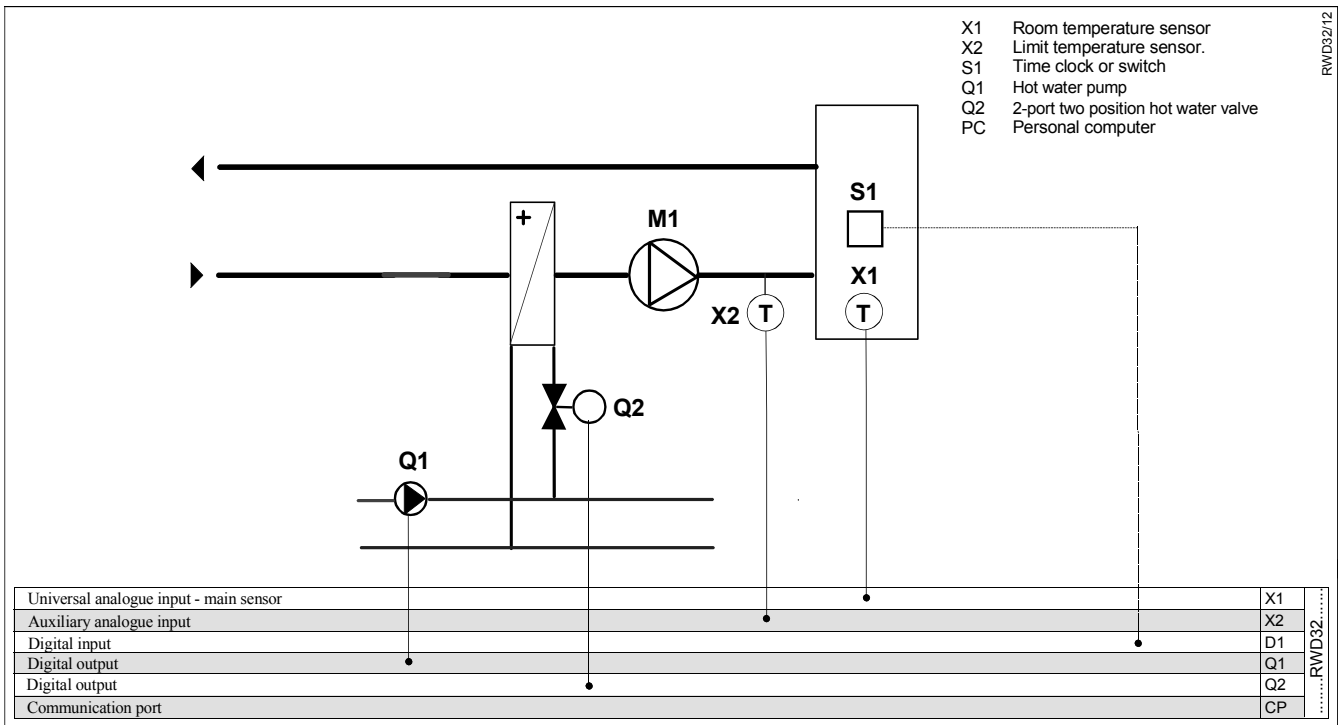 X1 Room temperature sensor
X2 Limit temperature sensor.
S1 Time clock or switch
Q1 Hot water pump
Q2 2-port two position hot water valve
PC Personal computer
RWD32/12
S1
+
M1
X1
X2 T
T
Q2
Q1
Universal analogue input - main sensor X1
Auxiliary analogue input X2
Digital input D1
Digital output Q1
Digital output Q2
Communication port CP
........RWD32.......